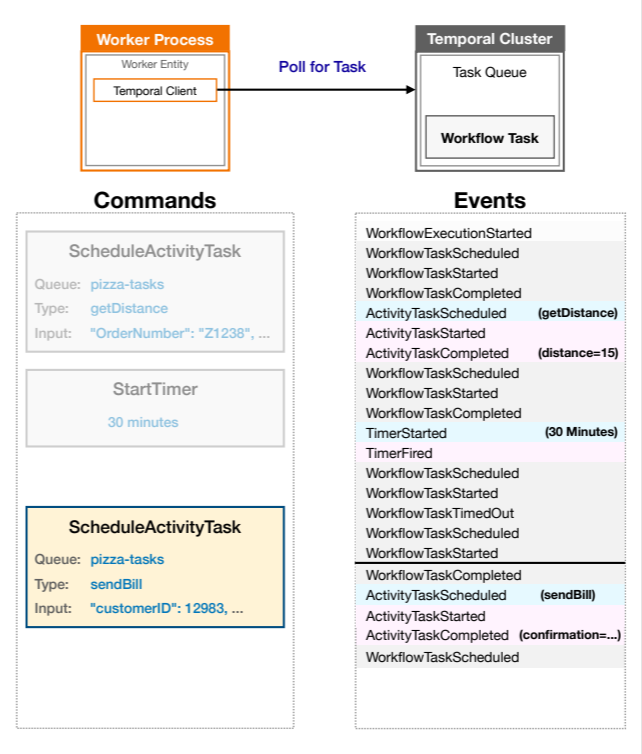 Worker Process
Worker Entity
Temporal Client
Poll for Task
Temporal Cluster
Task Queue
Workflow Task
Commands
ScheduleActivityTask
Queue: pizza-tasks
Type: getDistance
Input: "OrderNumber": "Z1238", ...
StartTimer
30 minutes
ScheduleActivityTask
Queue: pizza-tasks
Type: sendBill
Input: "customerID": 12983, ...
Events
WorkflowExecutionStarted
WorkflowTaskScheduled
WorkflowTaskStarted
WorkflowTaskCompleted
ActivityTaskScheduled (getDistance)
ActivityTaskStarted
ActivityTaskCompleted (distance=15)
WorkflowTaskScheduled
WorkflowTaskStarted
WorkflowTaskCompleted
TimerStarted (30 Minutes)
TimerFired
WorkflowTaskScheduled
WorkflowTaskStarted
WorkflowTaskTimedOut
WorkflowTaskScheduled
WorkflowTaskStarted
WorkflowTaskCompleted
ActivityTaskScheduled (sendBill)
ActivityTaskStarted
ActivityTaskCompleted (confirmation=...)
WorkflowTaskScheduled